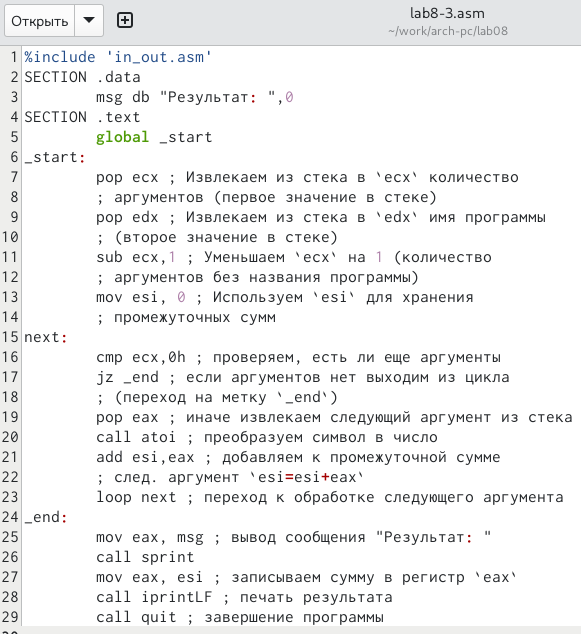 Открыть
lab8-3.asm
~/work/arch-pc/lab08
1 %include 'in_out.asm'
2 SECTION .data
3 msg db "Результат: ",0
4 SECTION .text
5 global _start
6 _start:
7 pop ecx ; Извлекаем из стека в `ecx` количество
8 ; аргументов (первое значение в стеке)
9 pop edx ; Извлекаем из стека в `edx` имя программы
10 ; (второе значение в стеке)
11 sub ecx,1 ; Уменьшаем `ecx` на 1 (количество
12 ; аргументов без названия программы)
13 mov esi, 0 ; Используем `esi` для хранения
14 ; промежуточных сумм
15 next:
16 cmp ecx,0h ; проверяем, есть ли еще аргументы
17 jz _end ; если аргументов нет выходим из цикла
18 ; (переход на метку `_end`)
19 pop eax ; иначе извлекаем следующий аргумент из стека
20 call atoi ; преобразуем символ в число
21 add esi,eax ; добавляем к промежуточной сумме
22 ; след. аргумент `esi=esi+eax`
23 loop next ; переход к обработке следующего аргумента
24 _end:
25 mov eax, msg ; вывод сообщения "Результат: "
26 call sprint
27 mov eax, esi ; записываем сумму в регистр `eax`
28 call iprintLF ; печать результата
29 call quit ; завершение программы